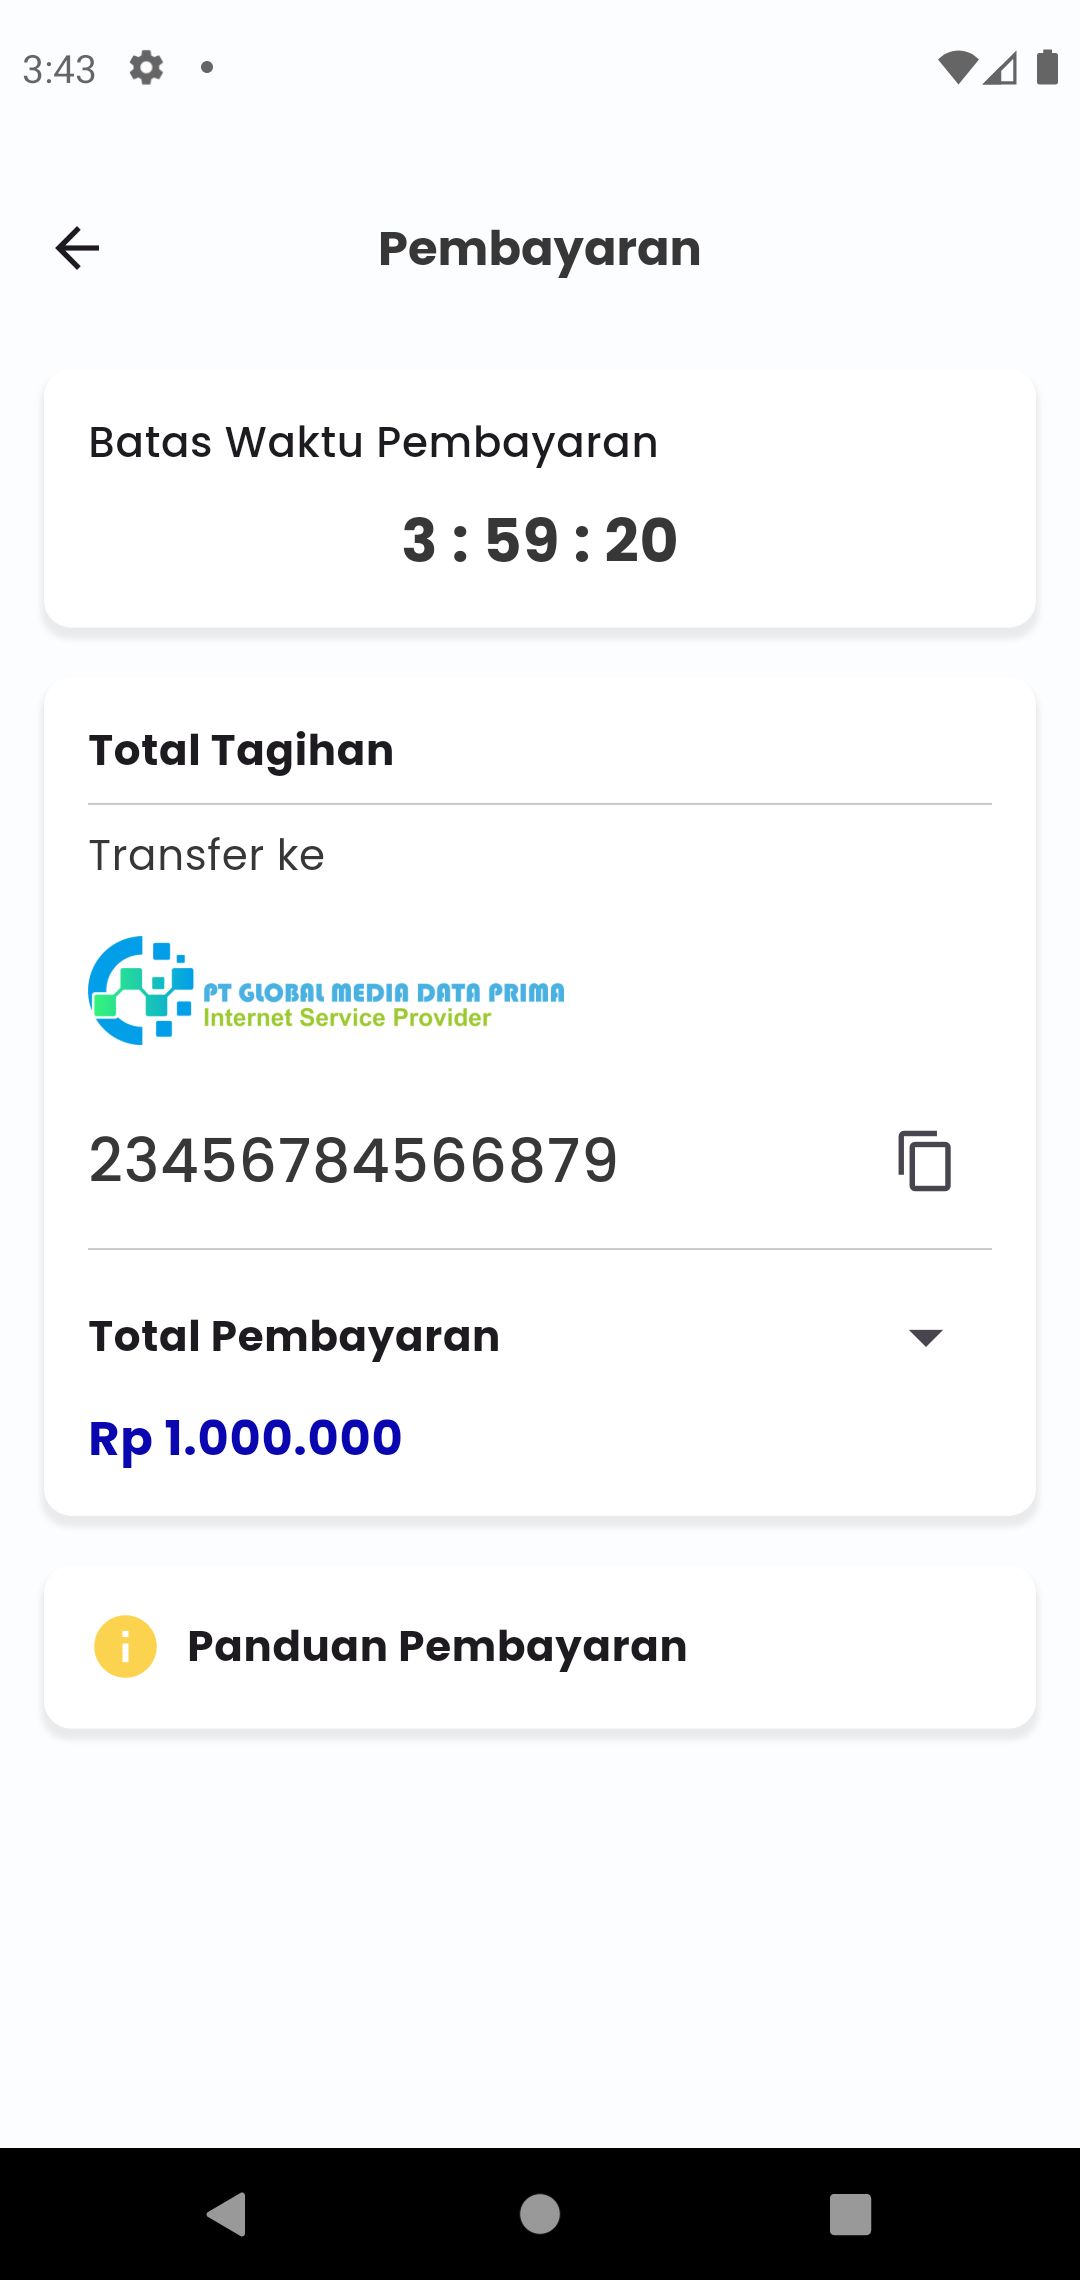 3:43
Pembayaran
Batas Waktu Pembayaran
3 : 59 : 20
Total Tagihan
Transfer ke
PT GLOBAL MEDIA DATA PRIMA
Internet Service Provider
23456784566879
Total Pembayaran
Rp 1.000.000
Panduan Pembayaran